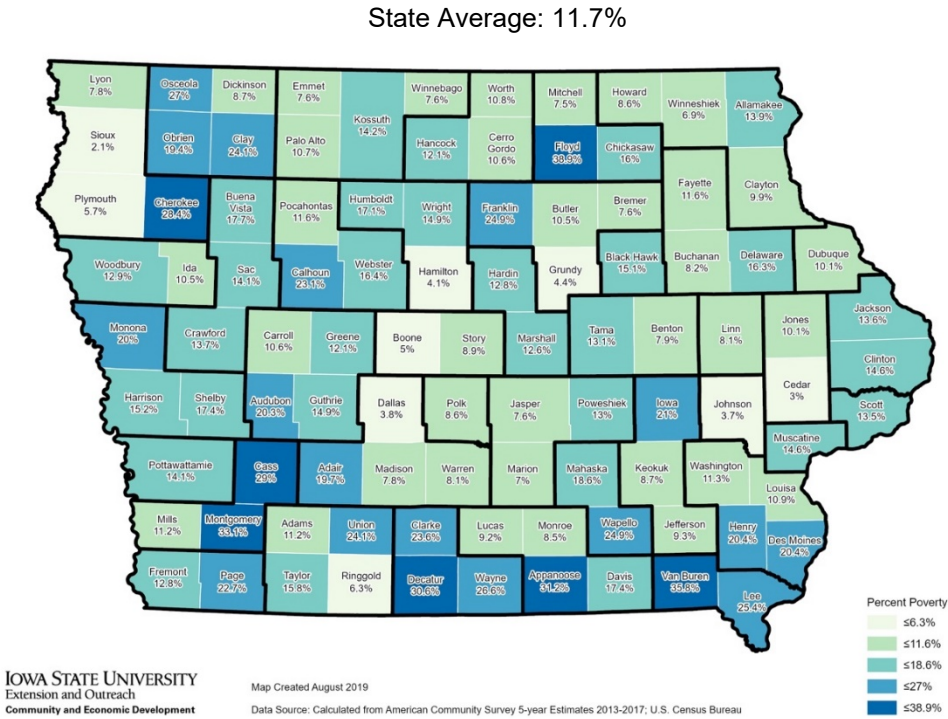 State Average: 11.7%
Lyon
7.8%
Osceola
27%
Dickinson
8.7%
Emmet
7.6%
Kossuth
14.2%
Winnebago
7.6%
Worth
10.8%
Mitchell
7.5%
Howard
8.6%
Winneshiek
6.9%
Allamakee
13.9%
Sioux
2.1%
Obrien
19.4%
Clay
24.1%
Palo Alto
10.7%
Hancock
12.1%
Cerro
Gordo
10.6%
Floyd
38.9%
Chickasaw
16%
Plymouth
5.7%
Cherokee
28.4%
Buena
Vista
17.7%
Pocahontas
11.6%
Humboldt
17.1%
Wright
14.9%
Franklin
24.9%
Butler
10.5%
Bremer
7.6%
Fayette
11.6%
Clayton
9.9%
Woodbury
12.9%
Ida
10.5%
Sac
14.1%
Calhoun
23.1%
Webster
16.4%
Hamilton
4.1%
Hardin
12.8%
Grundy
4.4%
Black Hawk
15.1%
Buchanan
8.2%
Delaware
16.3%
Dubuque
10.1%
Monona
20%
Crawford
13.7%
Carroll
10.6%
Greene
12.1%
Boone
5%
Story
8.9%
Marshall
12.6%
Tama
13.1%
Benton
7.9%
Linn
8.1%
Jones
10.1%
Jackson
13.6%
Clinton
14.6%
Harrison
15.2%
Shelby
17.4%
Audubon
20.3%
Guthrie
14.9%
Dallas
3.8%
Polk
8.6%
Jasper
7.6%
Poweshiek
13%
Iowa
21%
Johnson
3.7%
Cedar
3%
Scott
13.5%
Muscatine
14.6%
Pottawattamie
14.1%
Cass
29%
Adair
19.7%
Madison
7.8%
Warren
8.1%
Marion
7%
Mahaska
18.6%
Keokuk
8.7%
Washington
11.3%
Louisa
10.9%
Mills
11.2%
Montgomery
33.1%
Adams
11.2%
Union
24.1%
Clarke
23.6%
Lucas
9.2%
Monroe
8.5%
Wapello
24.9%
Jefferson
9.3%
Henry
20.4%
Des Moines
20.4%
Fremont
12.8%
Page
22.7%
Taylor
15.8%
Ringgold
6.3%
Decatur
30.6%
Wayne
26.6%
Appanoose
31.2%
Davis
17.4%
Van Buren
35.8%
Lee
25.4%
Percent Poverty
≤6.3%
≤11.6%
≤18.6%
≤27%
≤38.9%
IOWA STATE UNIVERSITY
Extension and Outreach
Community and Economic Development
Map Created August 2019
Data Source: Calculated from American Community Survey 5-year Estimates 2013-2017; U.S. Census Bureau